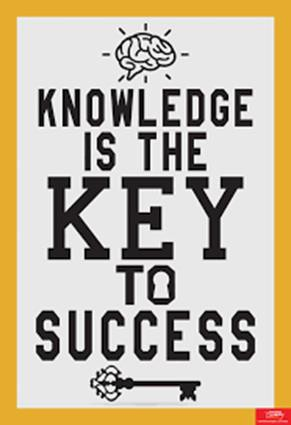 KNOWLEDGE
IS THE
KEY
TO
SUCCESS